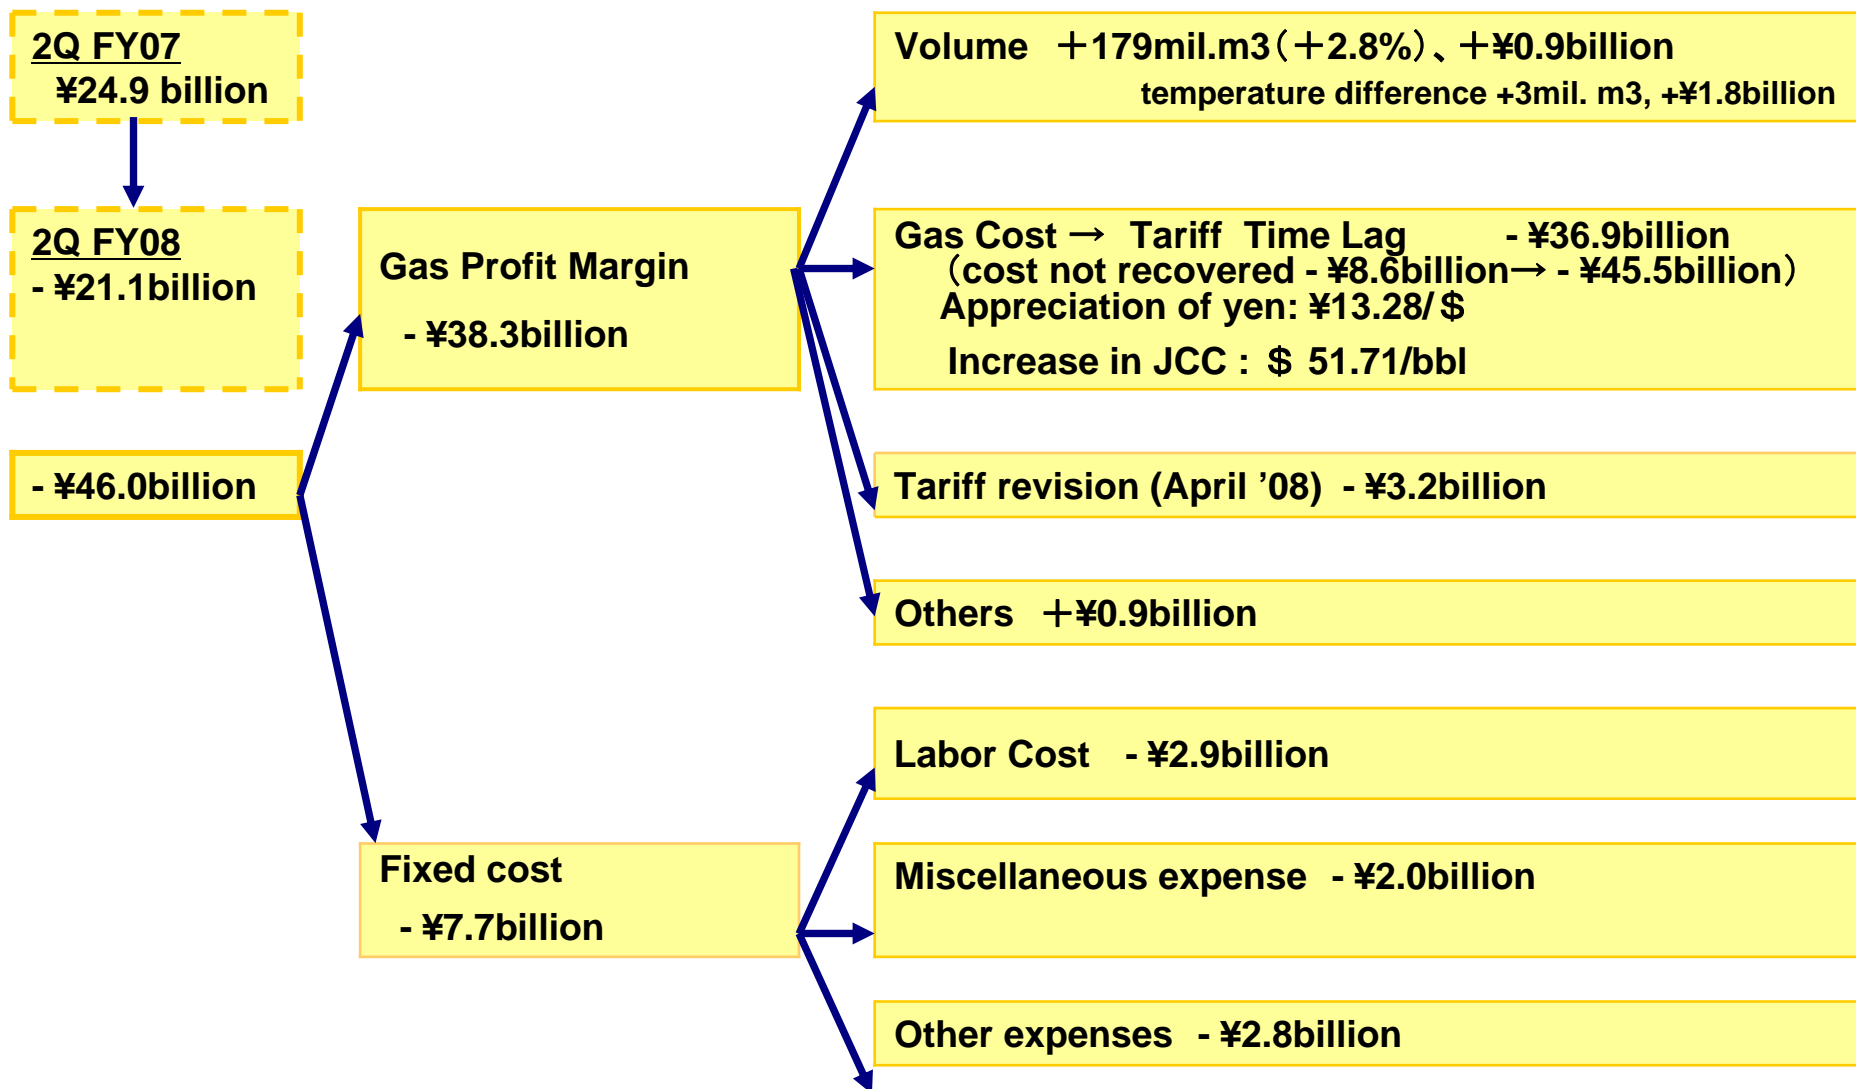 2Q FY07
¥24.9 billion
2Q FY08
- ¥21.1billion
- ¥46.0billion
Gas Profit Margin
- ¥38.3billion
Fixed cost
- ¥7.7billion
Volume ＋179mil.m3（＋2.8%）、＋¥0.9billion
temperature difference +3mil. m3, +¥1.8billion
Gas Cost → Tariff Time Lag - ¥36.9billion
（cost not recovered - ¥8.6billion→ - ¥45.5billion）
Appreciation of yen: ¥13.28/＄
Increase in JCC : ＄ 51.71/bbl
Tariff revision (April ’08) - ¥3.2billion
Others ＋¥0.9billion
Labor Cost - ¥2.9billion
Miscellaneous expense - ¥2.0billion
Other expenses - ¥2.8billion